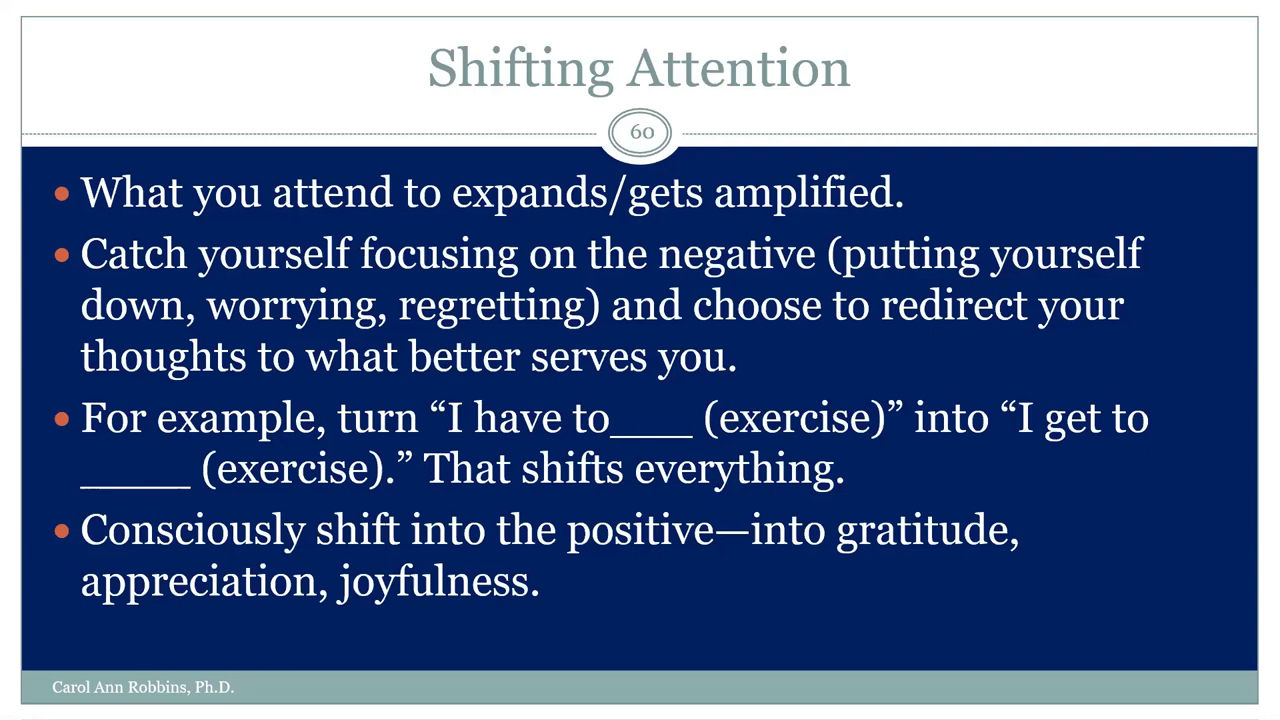 Shifting Attention
60
• What you attend to expands/gets amplified.
• Catch yourself focusing on the negative (putting yourself
down, worrying, regretting) and choose to redirect your
thoughts to what better serves you.
• For example, turn “I have to___ (exercise)” into “I get to
____ (exercise).” That shifts everything.
• Consciously shift into the positive—into gratitude,
appreciation, joyfulness.
Carol Ann Robbins, Ph.D.